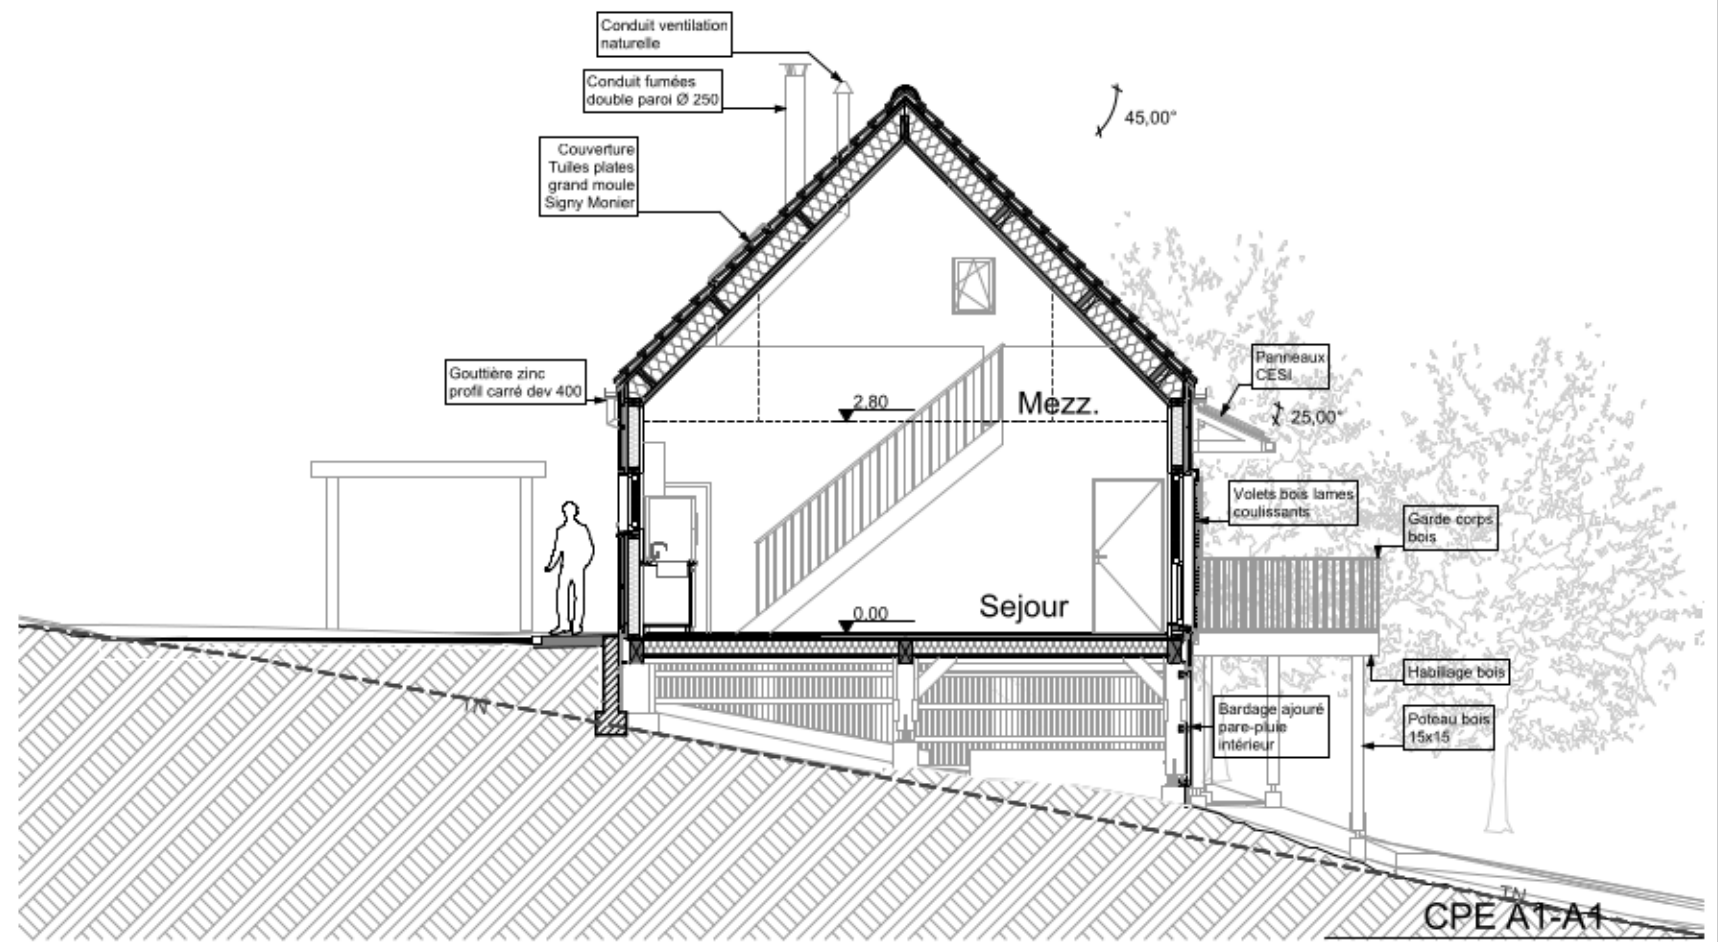 Conduit ventilation
naturelle
Conduit fumées
double paroi Ø 250
45,00°
Couverture
Tuiles plates
grand moule
Signy Monier
Gouttière zinc
profil carré dev 400
Panneaux
CESI
25,00°
2,80
Mezz.
Volets bois lames
coulissants
Garde corps
bois
0,00
Sejour
Habillage bois
Bardage ajouré
pare-pluie
intérieur
Poteau bois
15x15
TN
TN
CPE A1-A1